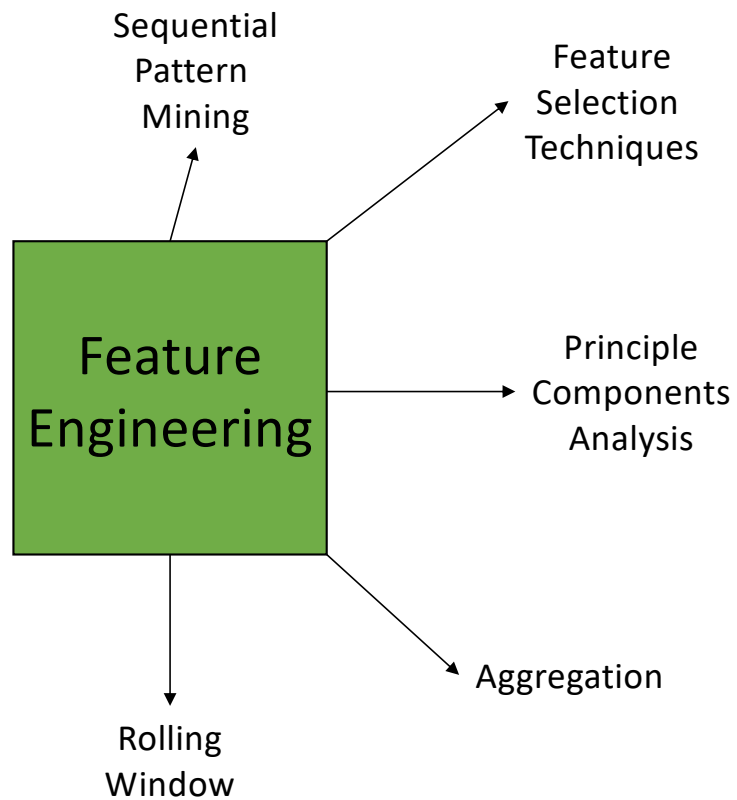 Sequential
Pattern
Mining
Feature
Selection
Techniques
Feature
Engineering
Principle
Components
Analysis
Aggregation
Rolling
Window